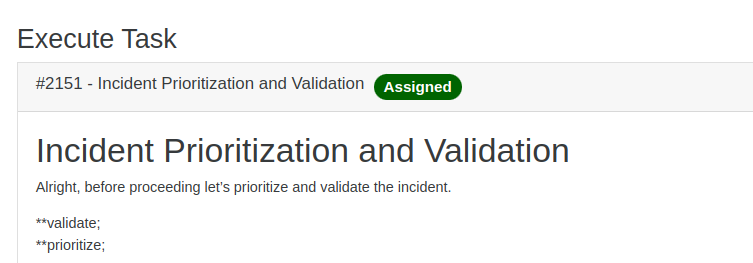 Execute Task
#2151 - Incident Prioritization and Validation Assigned
Incident Prioritization and Validation
Alright, before proceeding let’s prioritize and validate the incident.
**validate;
**prioritize;